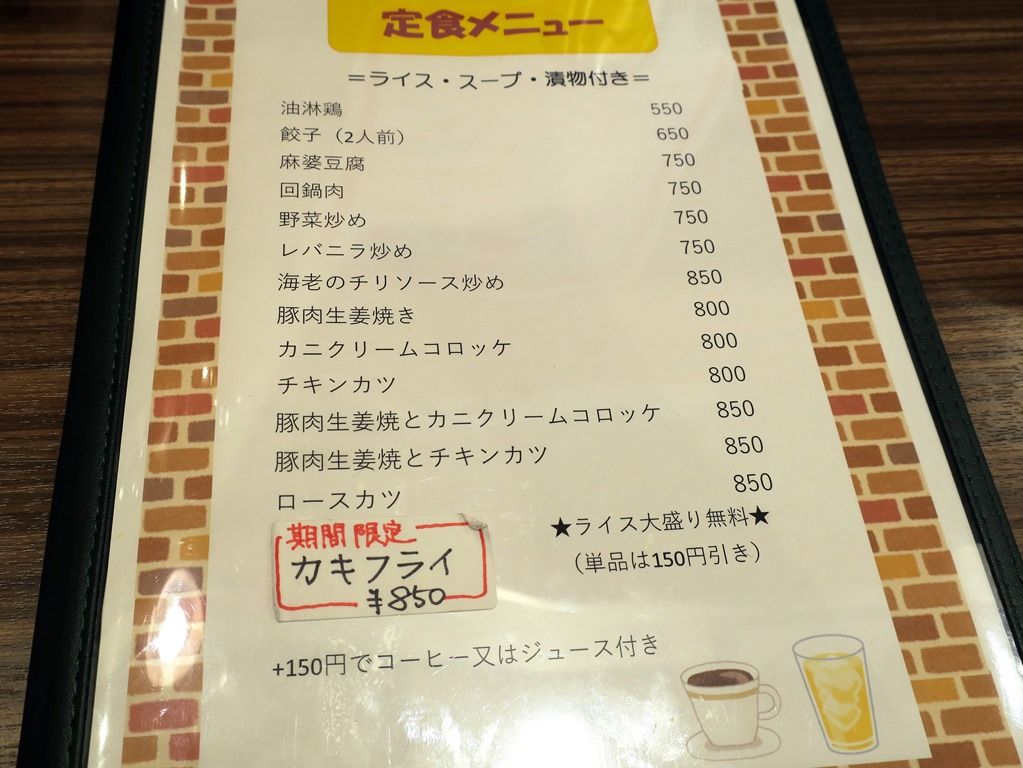 定食メニュー
=ライス・スープ・漬物付き=
油淋鶏 550
餃子（2人前） 650
麻婆豆腐 750
回鍋肉 750
野菜炒め 750
レバニラ炒め 750
海老のチリソース炒め 850
豚肉生姜焼き 800
カニクリームコロッケ 800
チキンカツ 800
豚肉生姜焼とカニクリームコロッケ 850
豚肉生姜焼とチキンカツ 850
ロースカツ 850
★ライス大盛り無料★
（単品は150円引き）
期間限定
カキフライ
¥850
+150円でコーヒー又はジュース付き